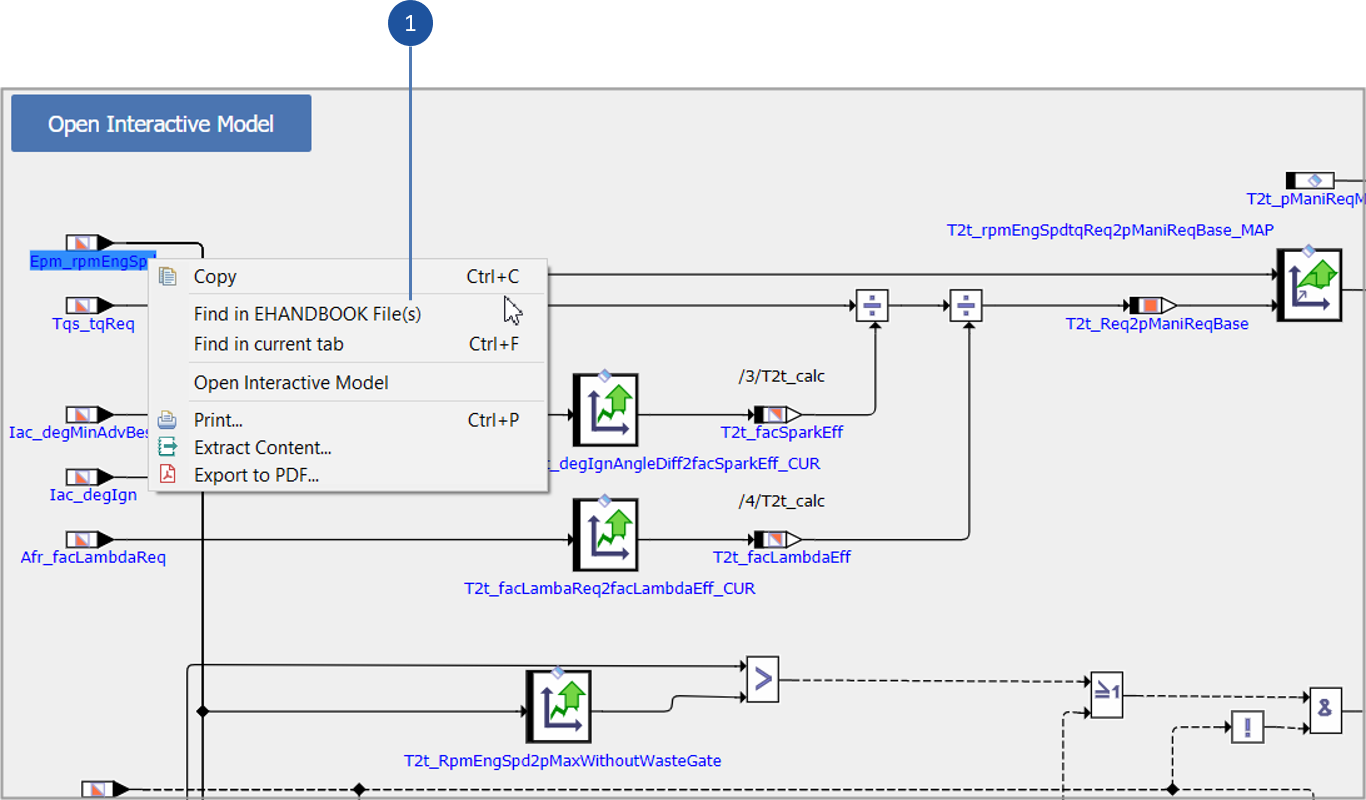 1
Open Interactive Model
T2t_rpmEngSpdtqReq2pManiReqBase_MAP
Epm_rpmEngSp
Tqs_tqReq
Iac_degIgn
Afr_facLambdaReq
Copy Ctrl+C
Find in EHANDBOOK File(s)
Find in current tab Ctrl+F
Open Interactive Model
Print... Ctrl+P
Extract Content...
Export to PDF...
T2t_Req2pManiReqBase
/3/T2t_calc
T2t_facSparkEff
_degIgnAngleDiff2facSparkEff_CUR
/4/T2t_calc
T2t_facLambdaEff
T2t_facLambaReq2facLambdaEff_CUR
>
≥1
&
!
T2t_RpmEngSpd2pMaxWithoutWasteGate
T2t_pManiReqM
Iac_degMinAdvBes
÷
÷